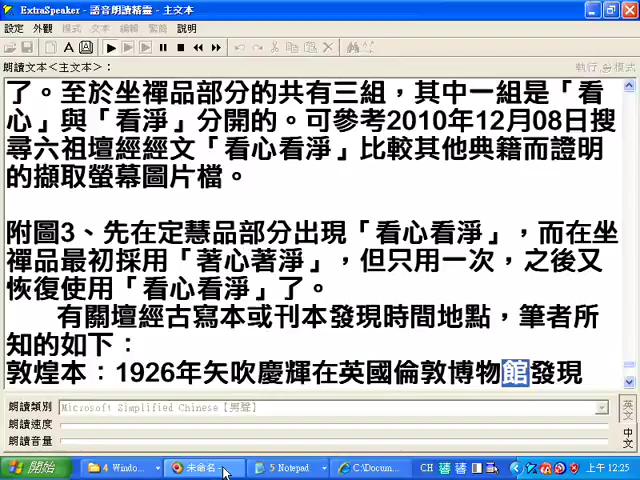 ExtraSpeaker - 語音朗讀精靈 - 主文本
設定 外觀 模式 文本 編輯 繁簡 說明
朗讀文本<主文本>：
了。至於坐禪品部分的共有三組，其中一組是「看
心」與「看淨」分開的。可參考2010年12月08日搜
尋六祖壇經經文「看心看淨」比較其他典籍而證明
的擷取螢幕圖片檔。
附圖3、先在定慧品部分出現「看心看淨」，而在坐
禪品最初採用「著心著淨」，但只用一次，之後又
恢復使用「看心看淨」了。
有關壇經古寫本或刊本發現時間地點，筆者所
知的如下：
敦煌本：1926年矢吹慶輝在英國倫敦博物館發現
朗讀類別 Microsoft Simplified Chinese【男聲】
朗讀速度
朗讀音量
英文
中文
開始 4 Windo... 未命名 - 5 Notepad C:\Docum... CH 上午 12:25